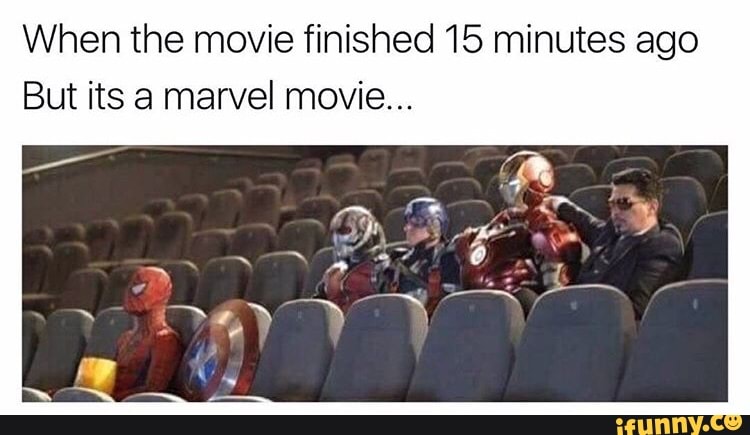 When the movie finished 15 minutes ago
But its a marvel movie...
ifunny.co